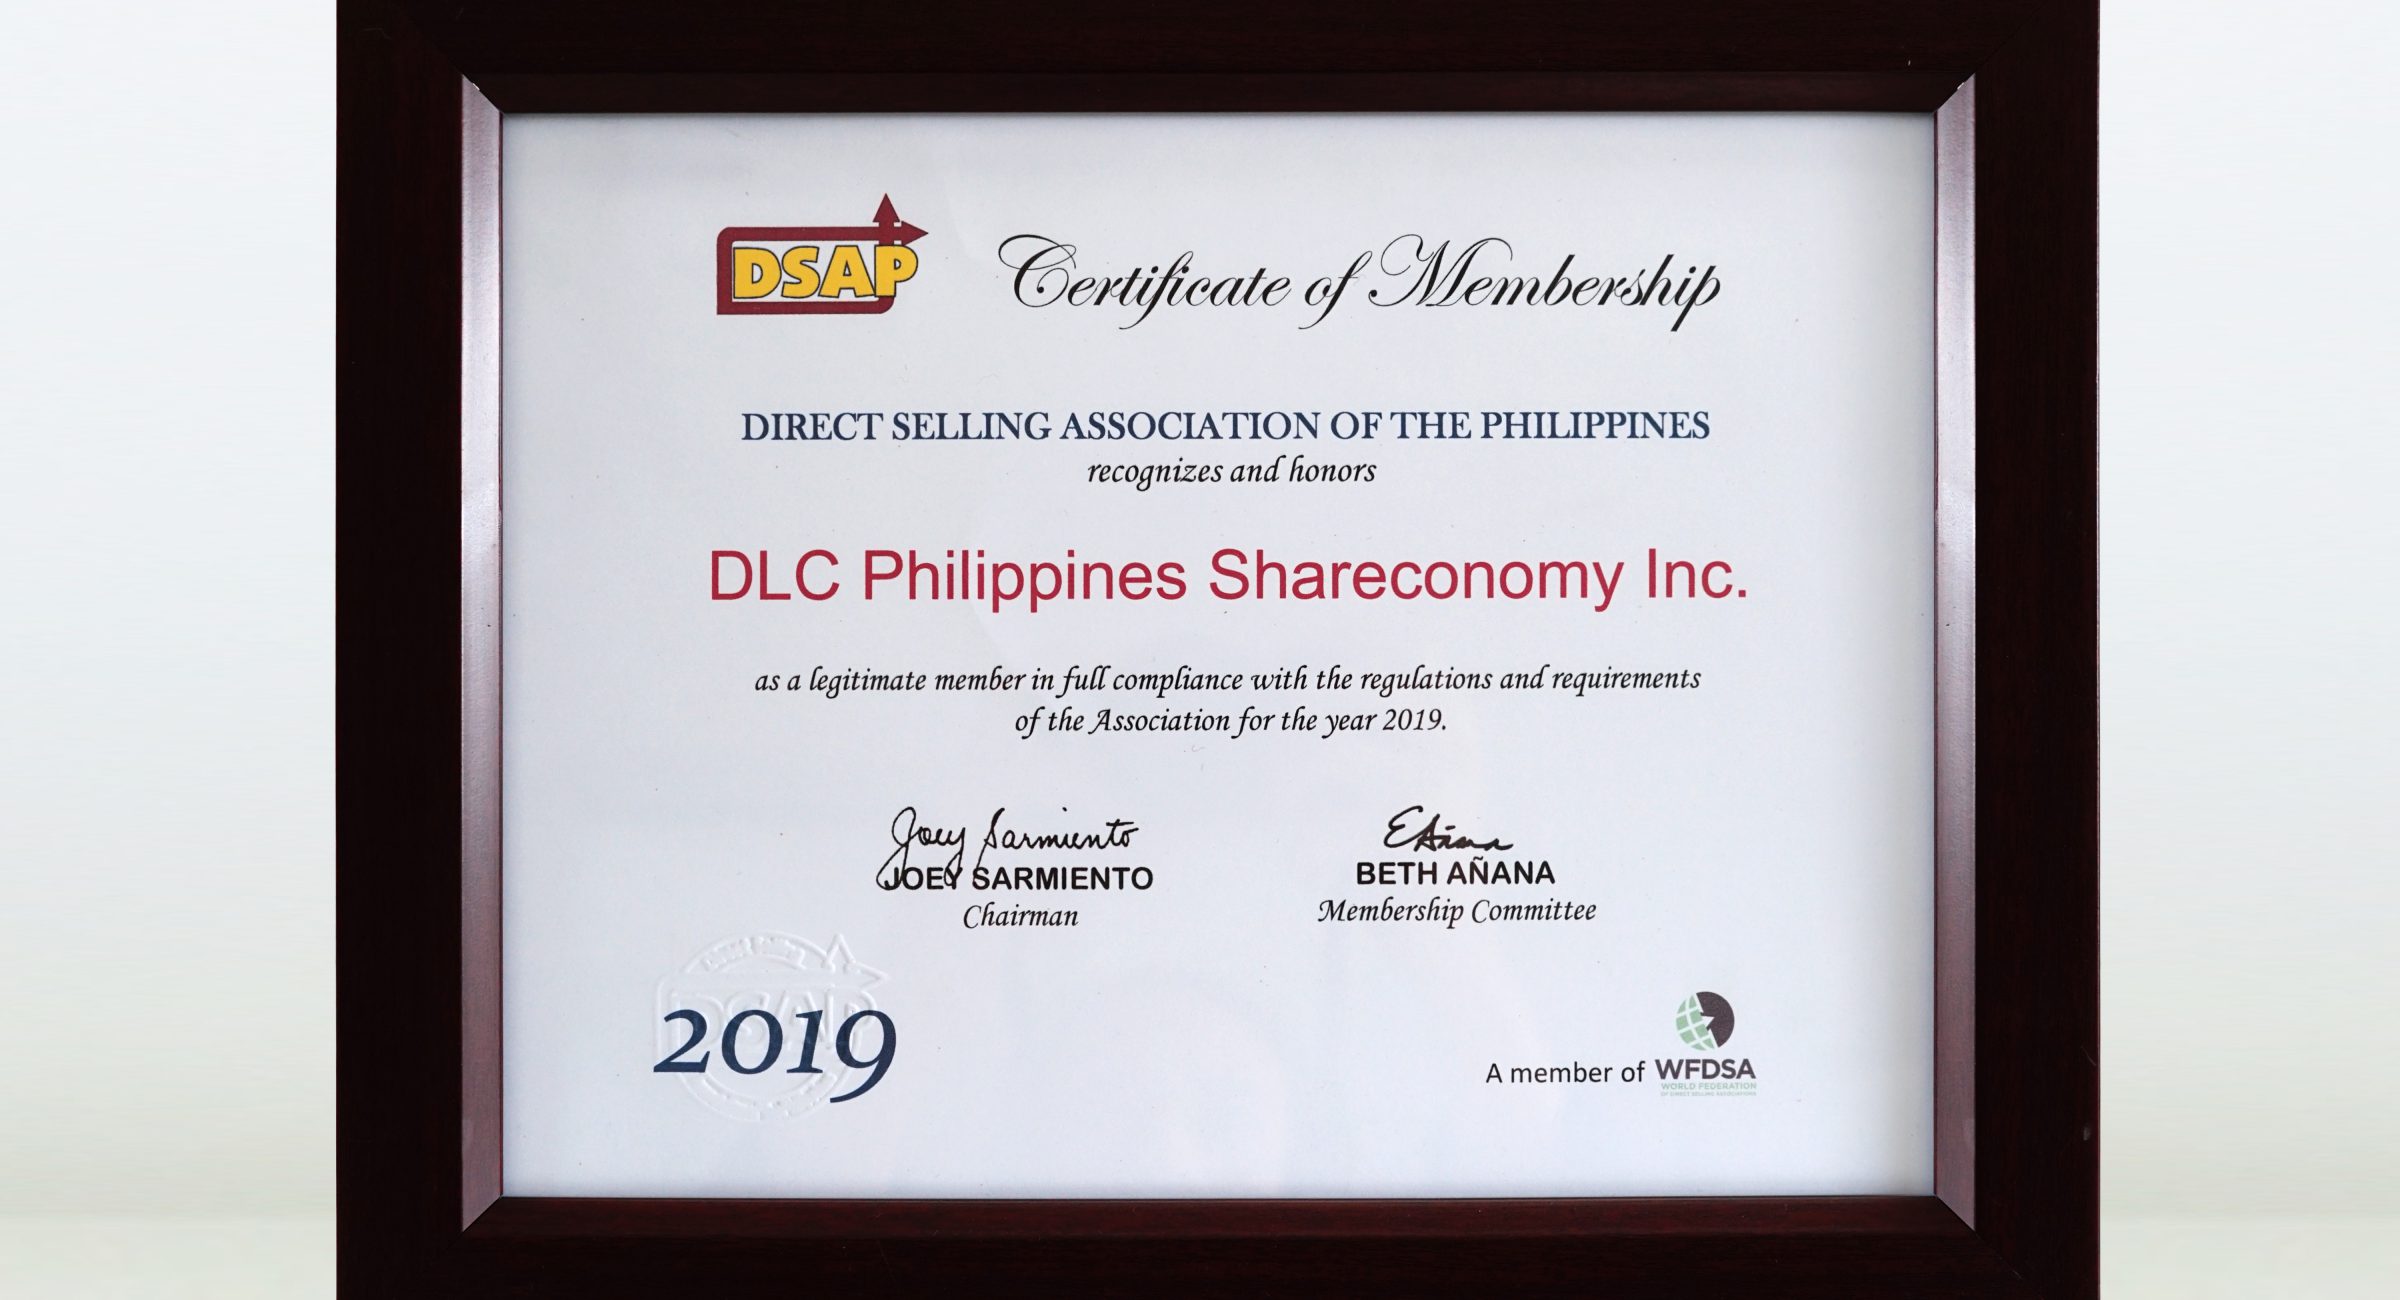 DSAP
Certificate of Membership
DIRECT SELLING ASSOCIATION OF THE PHILIPPINES
recognizes and honors
DLC Philippines Shareconomy Inc.
as a legitimate member in full compliance with the regulations and requirements
of the Association for the year 2019.
Joey Sarmiento
JOEY SARMIENTO
Chairman
EAñana
BETH AÑANA
Membership Committee
DSAP
2019
A member of WFDSA
WORLD FEDERATION
OF DIRECT SELLING ASSOCIATIONS